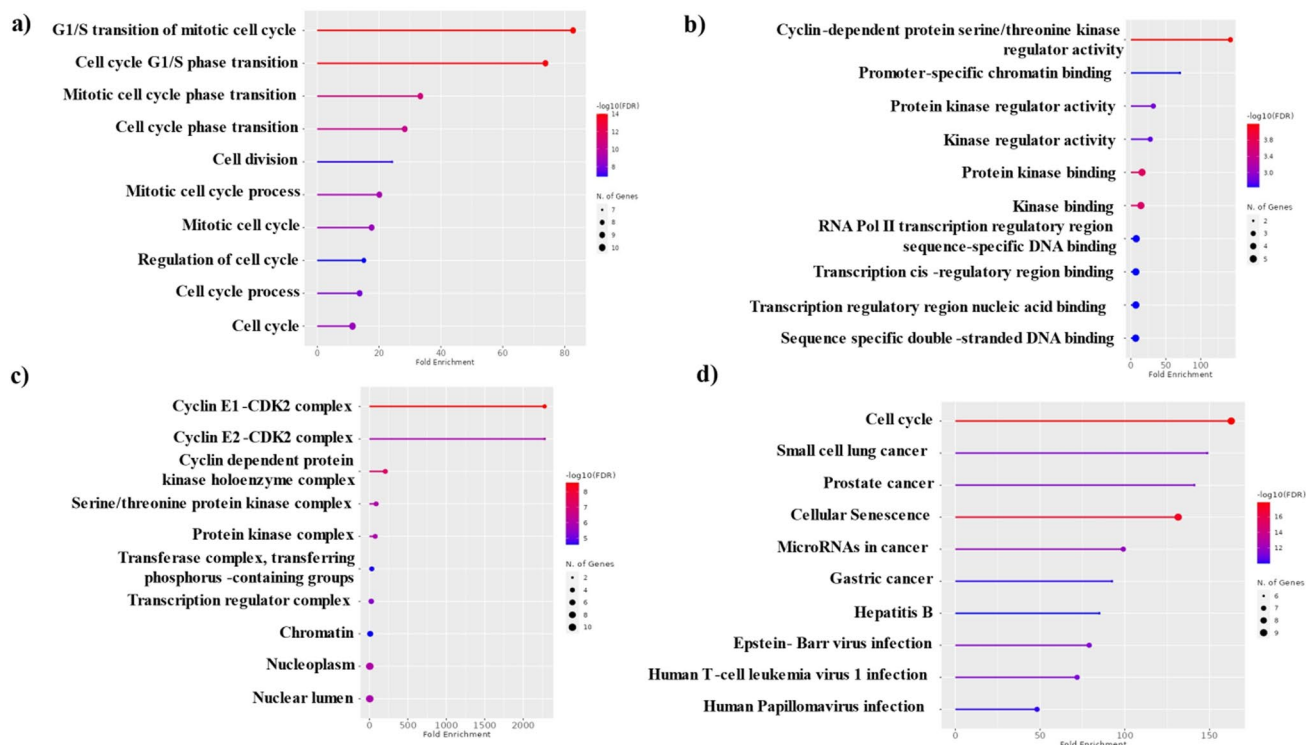 a)
G1/S transition of mitotic cell cycle
Cell cycle G1/S phase transition
Mitotic cell cycle phase transition
Cell cycle phase transition
Cell division
Mitotic cell cycle process
Mitotic cell cycle
Regulation of cell cycle
Cell cycle process
Cell cycle
0 20 40 60 80
Fold Enrichment
-log10(FDR)
14
12
10
8
N. of Genes
7
8
9
10
b)
Cyclin-dependent protein serine/threonine kinase
regulator activity
Promoter-specific chromatin binding
Protein kinase regulator activity
Kinase regulator activity
Protein kinase binding
Kinase binding
RNA Pol II transcription regulatory region
sequence-specific DNA binding
Transcription cis -regulatory region binding
Transcription regulatory region nucleic acid binding
Sequence specific double -stranded DNA binding
0 50 100
Fold Enrichment
-log10(FDR)
3.8
3.4
3.0
N. of Genes
2
3
4
5
c)
Cyclin E1 -CDK2 complex
Cyclin E2 -CDK2 complex
Cyclin dependent protein
kinase holoenzyme complex
Serine/threonine protein kinase complex
Protein kinase complex
Transferase complex, transferring
phosphorus -containing groups
Transcription regulator complex
Chromatin
Nucleoplasm
Nuclear lumen
0 500 1000 1500 2000
Fold Enrichment
-log10(FDR)
8
7
6
5
N. of Genes
2
4
6
8
10
d)
Cell cycle
Small cell lung cancer
Prostate cancer
Cellular Senescence
MicroRNAs in cancer
Gastric cancer
Hepatitis B
Epstein- Barr virus infection
Human T -cell leukemia virus 1 infection
Human Papillomavirus infection
0 50 100 150
Fold Enrichment
-log10(FDR)
16
14
12
N. of Genes
6
7
8
9